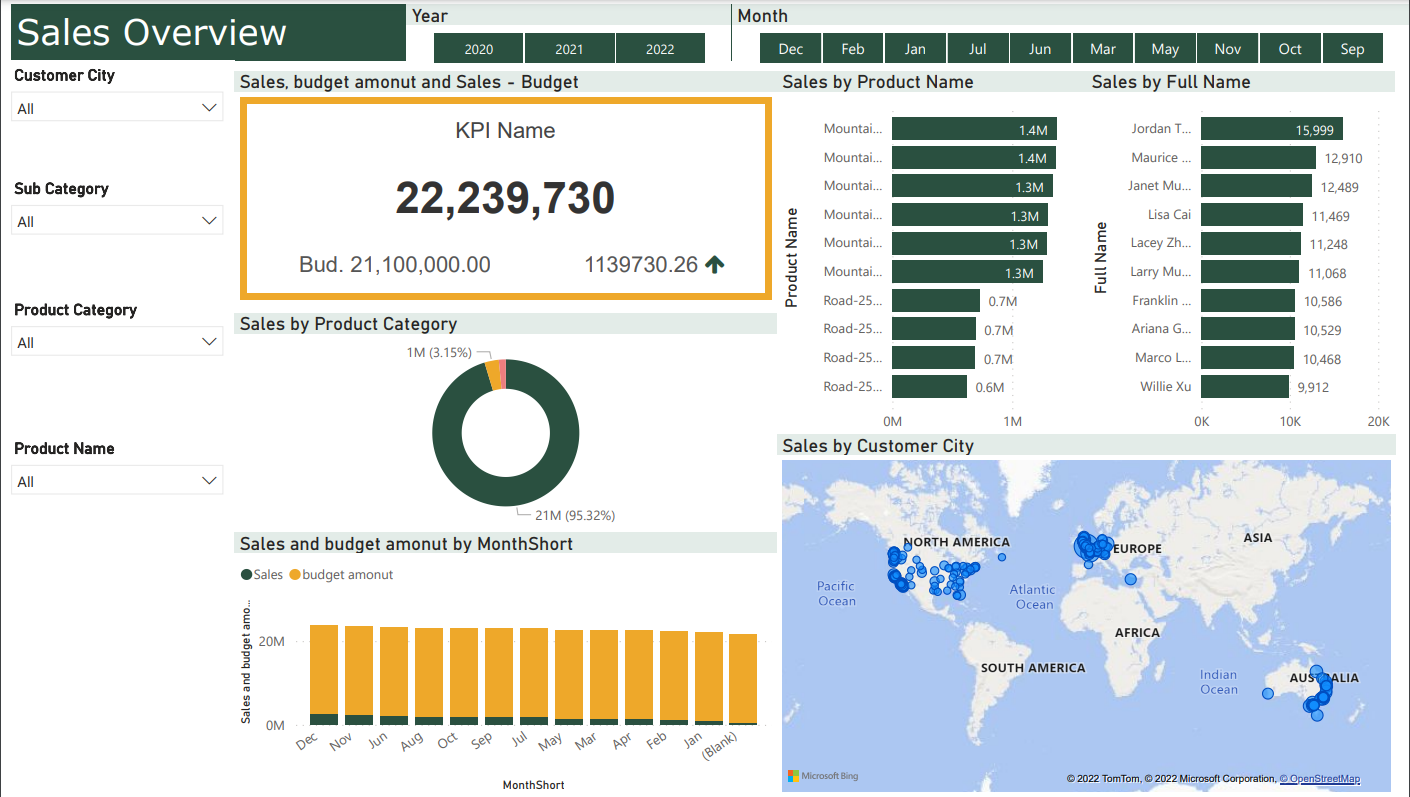 Sales Overview
Year
2020 2021 2022
Month
Dec Feb Jan Jul Jun Mar May Nov Oct Sep
Customer City
All
Sub Category
All
Product Category
All
Product Name
All
Sales, budget amonut and Sales - Budget
KPI Name
22,239,730
Bud. 21,100,000.00 1139730.26
Sales by Product Category
1M (3.15%)
21M (95.32%)
Sales and budget amonut by MonthShort
Sales budget amonut
Sales and budget amo...
20M
0M
Dec Nov Jun Aug Oct Sep Jul May Mar Apr Feb Jan (Blank)
MonthShort
Sales by Product Name
Product Name
Mountai... 1.4M
Mountai... 1.4M
Mountai... 1.3M
Mountai... 1.3M
Mountai... 1.3M
Mountai... 1.3M
Road-25... 0.7M
Road-25... 0.7M
Road-25... 0.7M
Road-25... 0.6M
0M 1M
Sales by Full Name
Full Name
Jordan T... 15,999
Maurice ... 12,910
Janet Mu... 12,489
Lisa Cai 11,469
Lacey Zh... 11,248
Larry Mu... 11,068
Franklin ... 10,586
Ariana G... 10,529
Marco L... 10,468
Willie Xu 9,912
0K 10K 20K
Sales by Customer City
NORTH AMERICA
EUROPE
ASIA
Pacific
Ocean
Atlantic
Ocean
AFRICA
SOUTH AMERICA
Indian
Ocean
AUSTRALIA
Microsoft Bing
© 2022 TomTom, © 2022 Microsoft Corporation, © OpenStreetMap